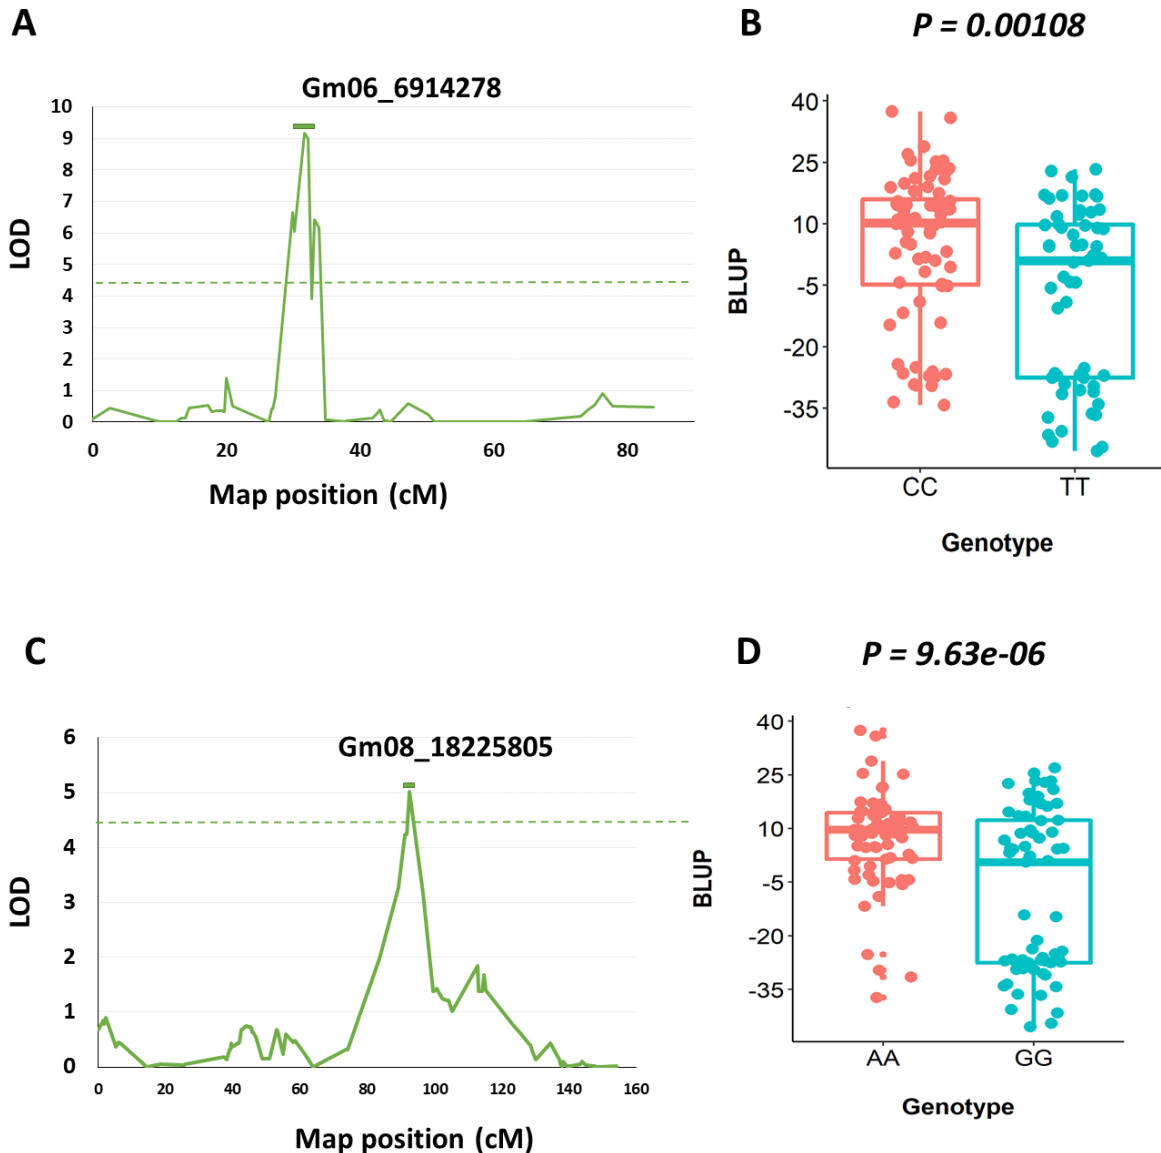 A
Gm06_6914278
10
9
8
7
6
5
4
3
2
1
0
LOD
0 20 40 60 80
Map position (cM)
B
P = 0.00108
40
25
10
-5
-20
-35
BLUP
CC TT
Genotype
C
Gm08_18225805
6
5
4
3
2
1
0
LOD
0 20 40 60 80 100 120 140 160
Map position (cM)
D
P = 9.63e-06
40
25
10
-5
-20
-35
BLUP
AA GG
Genotype